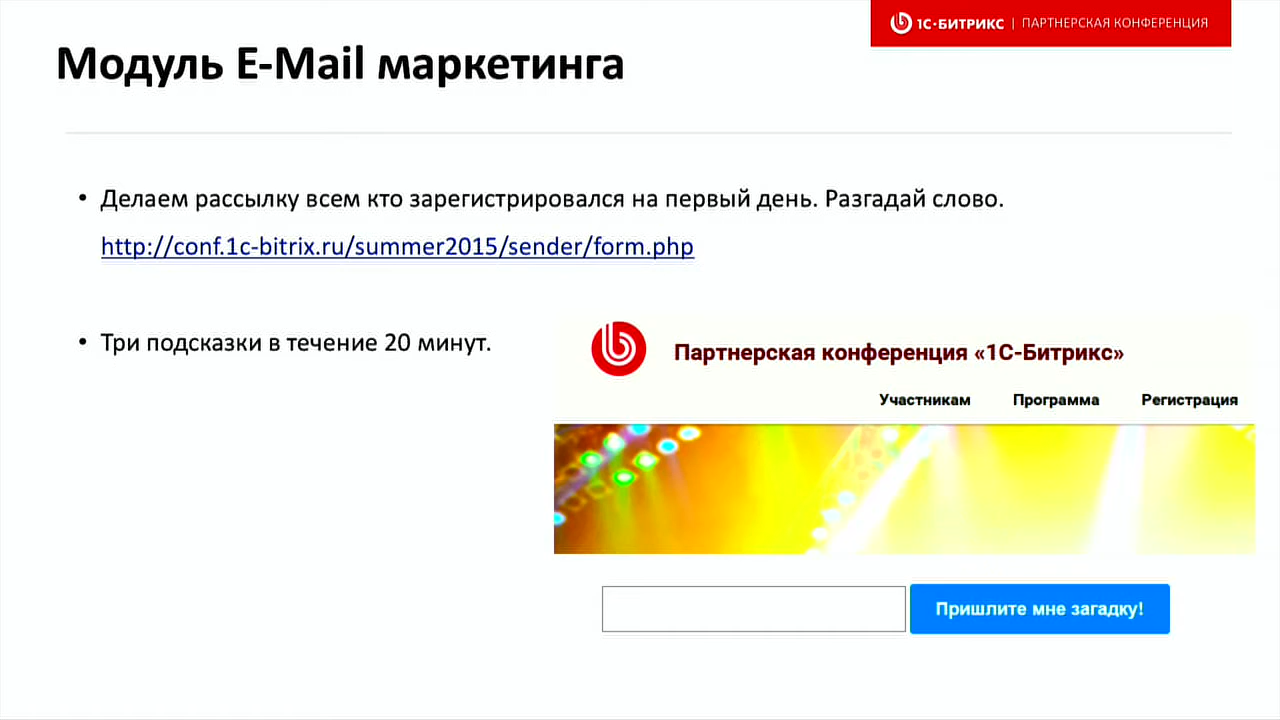 1С-БИТРИКС | ПАРТНЕРСКАЯ КОНФЕРЕНЦИЯ
Модуль E-Mail маркетинга
• Делаем рассылку всем кто зарегистрировался на первый день. Разгадай слово.
http://conf.1c-bitrix.ru/summer2015/sender/form.php
• Три подсказки в течение 20 минут.
Партнерская конференция «1С-Битрикс»
Участникам Программа Регистрация
Пришлите мне загадку!